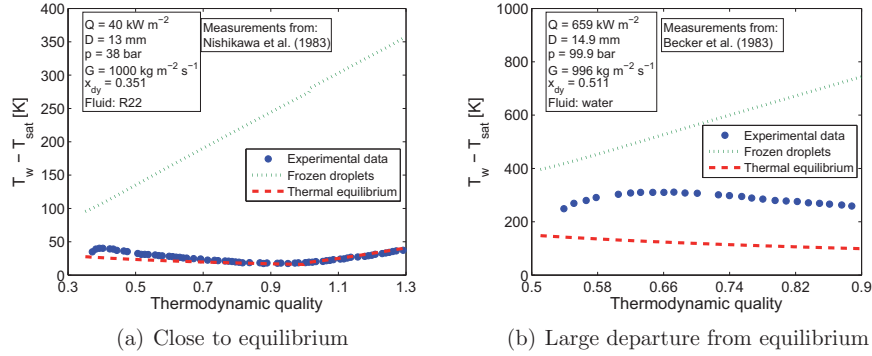 Q = 40 kW m⁻²
D = 13 mm
p = 38 bar
G = 1000 kg m⁻² s⁻¹
x_dy = 0.351
Fluid: R22
Measurements from:
Nishikawa et al. (1983)
T_w − T_sat [K]
400
350
300
250
200
150
100
50
0
Experimental data
Frozen droplets
Thermal equilibrium
0.3 0.5 0.7 0.9 1.1 1.3
Thermodynamic quality
(a) Close to equilibrium
Q = 659 kW m⁻²
D = 14.9 mm
p = 99.9 bar
G = 996 kg m⁻² s⁻¹
x_dy = 0.511
Fluid: water
Measurements from:
Becker et al. (1983)
T_w − T_sat [K]
1000
800
600
400
200
0
Experimental data
Frozen droplets
Thermal equilibrium
0.5 0.58 0.66 0.74 0.82 0.9
Thermodynamic quality
(b) Large departure from equilibrium